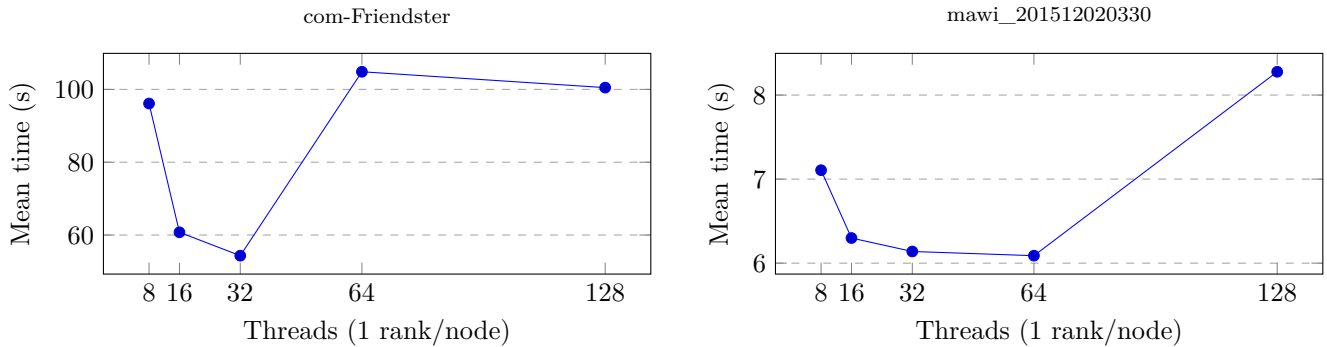 com-Friendster
Mean time (s)
100
80
60
8 16 32 64 128
Threads (1 rank/node)
mawi_201512020330
Mean time (s)
8
7
6
8 16 32 64 128
Threads (1 rank/node)